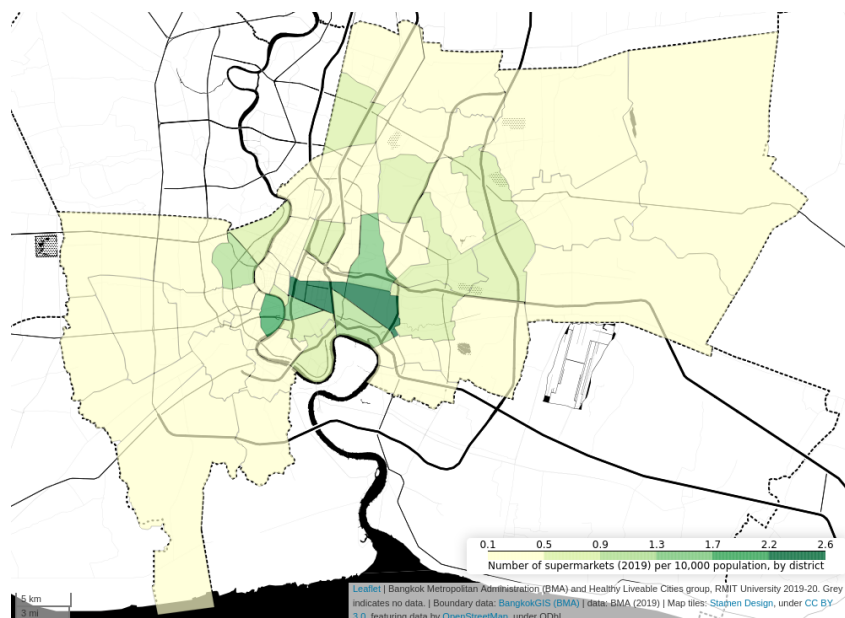 0.1 0.5 0.9 1.3 1.7 2.2 2.6
Number of supermarkets (2019) per 10,000 population, by district
5 km
3 mi
Leaflet | Bangkok Metropolitan Administration (BMA) and Healthy Liveable Cities group, RMIT University 2019-20. Grey
indicates no data. | Boundary data: BangkokGIS (BMA) | data: BMA (2019) | Map tiles: Stamen Design, under CC BY
3.0, featuring data by OpenStreetMap, under ODbL